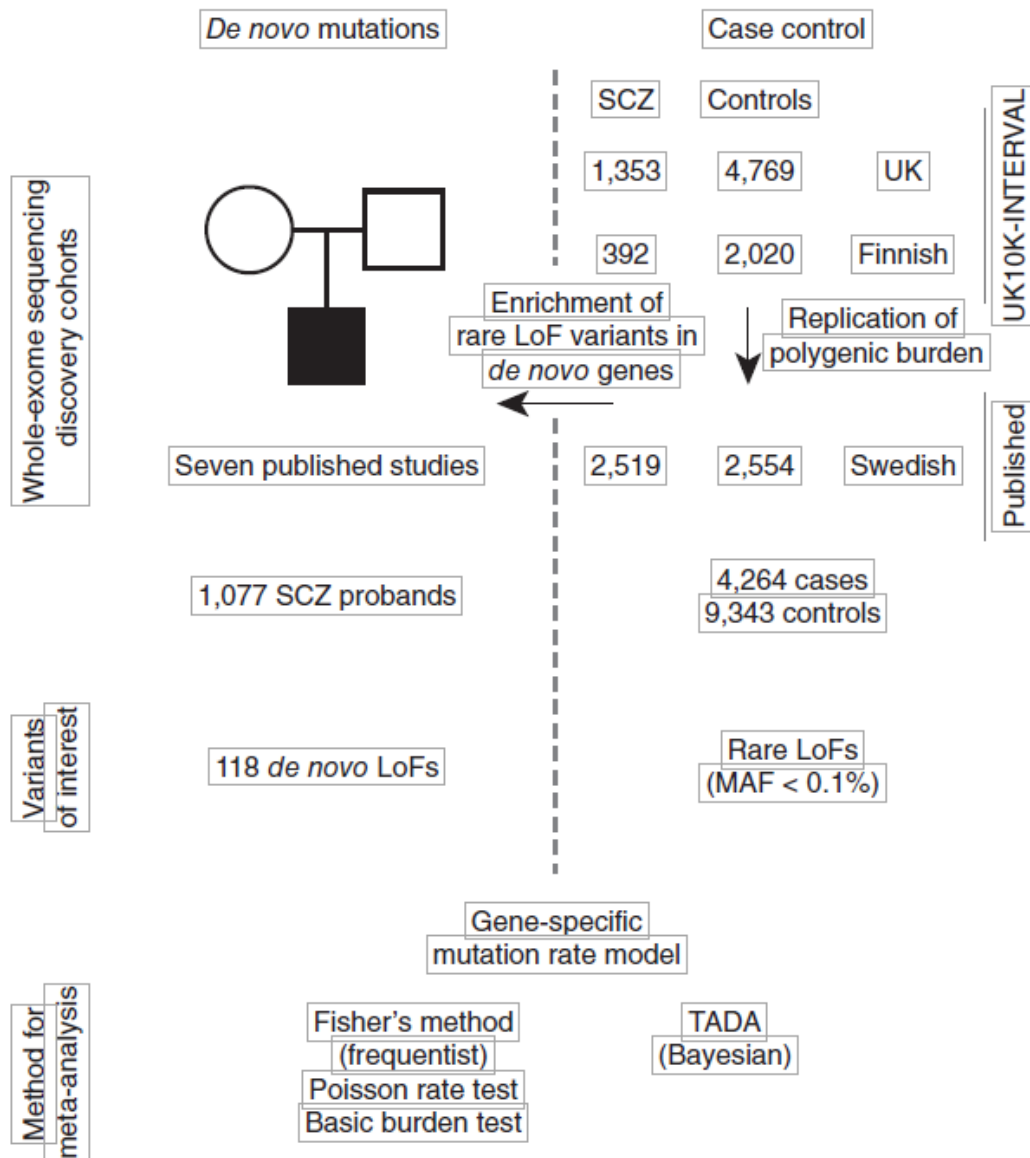 De novo mutations
Case control
SCZ
Controls
1,353
4,769
UK
392
2,020
Finnish
UK10K-INTERVAL
Whole-exome sequencing
discovery cohorts
Enrichment of
rare LoF variants in
de novo genes
Replication of
polygenic burden
Seven published studies
2,519
2,554
Swedish
Published
1,077 SCZ probands
4,264 cases
9,343 controls
Variants
of interest
118 de novo LoFs
Rare LoFs
(MAF < 0.1%)
Gene-specific
mutation rate model
Method for
meta-analysis
Fisher's method
(frequentist)
Poisson rate test
Basic burden test
TADA
(Bayesian)